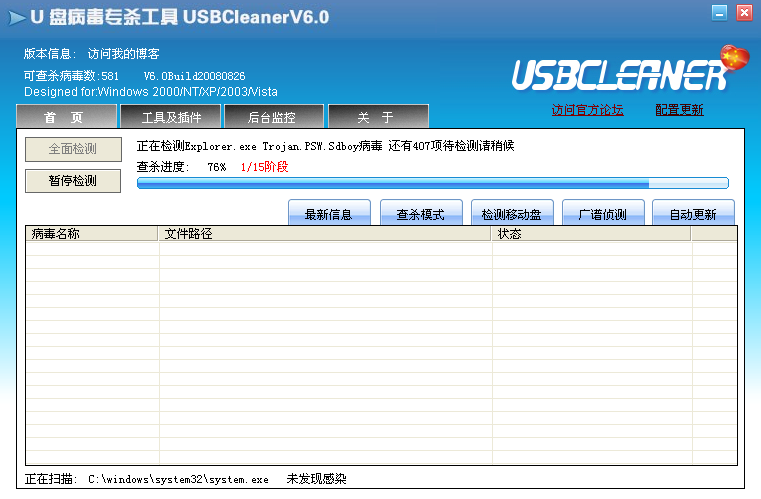 U 盘病毒专杀工具 USBCleanerV6.0
版本信息: 访问我的博客
可查杀病毒数:581 V6.0Build20080826
Designed for:Windows 2000/NT/XP/2003/Vista
USBCLEANER
访问官方论坛 配置更新
首 页 工具及插件 后台监控 关 于
全面检测
正在检测Explorer.exe Trojan.PSW.Sdboy病毒 还有407项待检测请稍候
查杀进度: 76% 1/15阶段
暂停检测
最新信息 查杀模式 检测移动盘 广谱侦测 自动更新
病毒名称 文件路径 状态
正在扫描: C:\windows\system32\system.exe 未发现感染